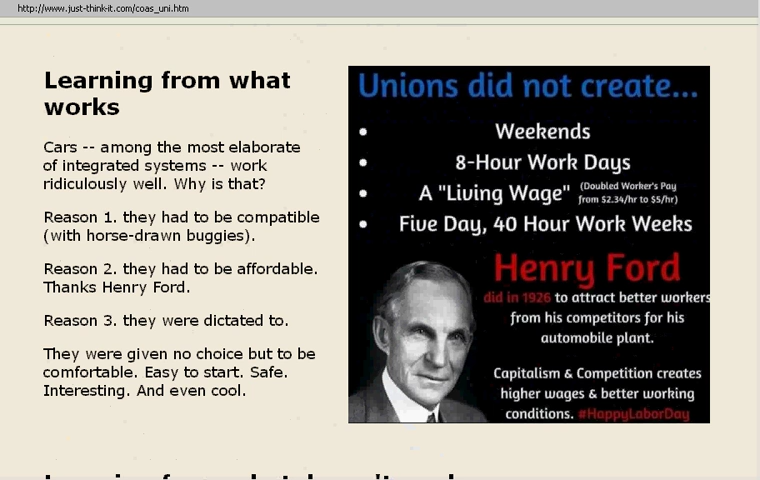 http://www.just-think-it.com/coas_uni.htm
Learning from what
works
Cars -- among the most elaborate
of integrated systems -- work
ridiculously well. Why is that?
Reason 1. they had to be compatible
(with horse-drawn buggies).
Reason 2. they had to be affordable.
Thanks Henry Ford.
Reason 3. they were dictated to.
They were given no choice but to be
comfortable. Easy to start. Safe.
Interesting. And even cool.
Unions did not create...
• Weekends
• 8-Hour Work Days
• A "Living Wage" (Doubled Worker's Pay
from $2.34/hr to $5/hr)
• Five Day, 40 Hour Work Weeks
Henry Ford
did in 1926 to attract better workers
from his competitors for his
automobile plant.
Capitalism & Competition creates
higher wages & better working
conditions. #HappyLaborDay